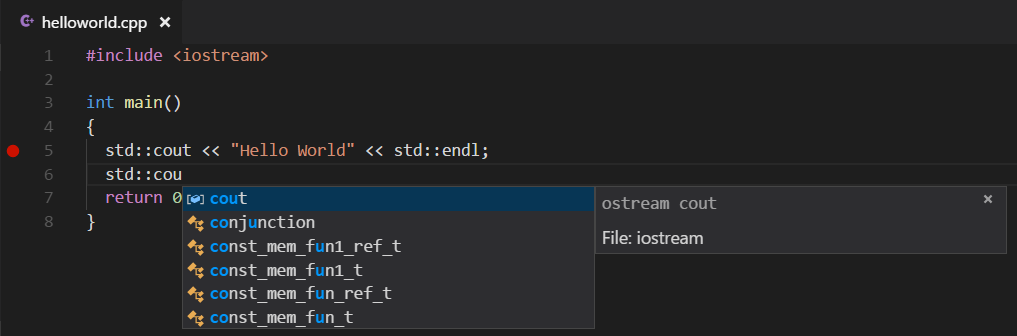 helloworld.cpp ×
1 #include <iostream>
2
3 int main()
4 {
5 std::cout << "Hello World" << std::endl;
6 std::cou
7 return 0
8 }
cout
conjunction
const_mem_fun1_ref_t
const_mem_fun1_t
const_mem_fun_ref_t
const_mem_fun_t
ostream cout ×
File: iostream